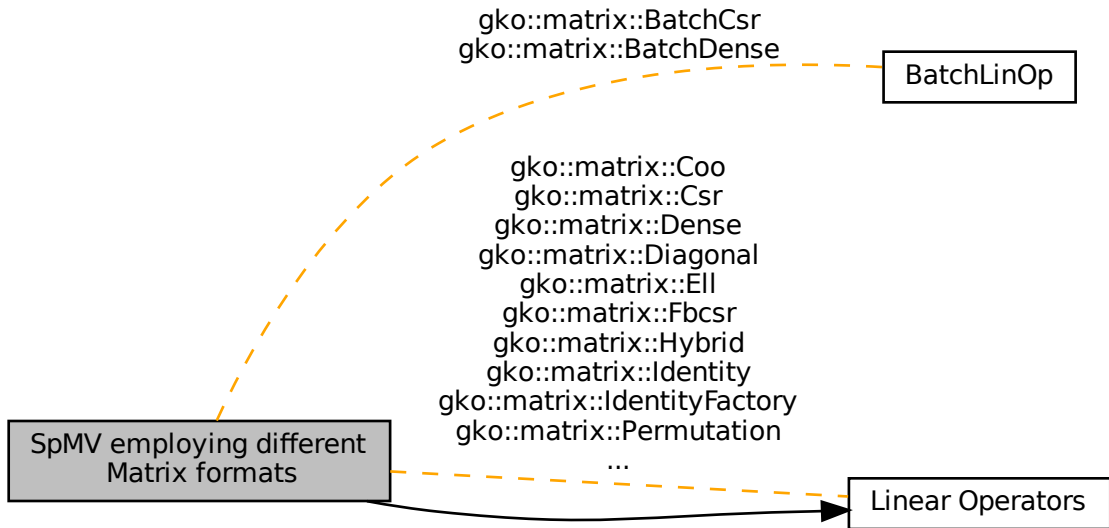 gko::matrix::BatchCsr
gko::matrix::BatchDense
BatchLinOp
gko::matrix::Coo
gko::matrix::Csr
gko::matrix::Dense
gko::matrix::Diagonal
gko::matrix::Ell
gko::matrix::Fbcsr
gko::matrix::Hybrid
gko::matrix::Identity
gko::matrix::IdentityFactory
gko::matrix::Permutation
...
SpMV employing different
Matrix formats
Linear Operators